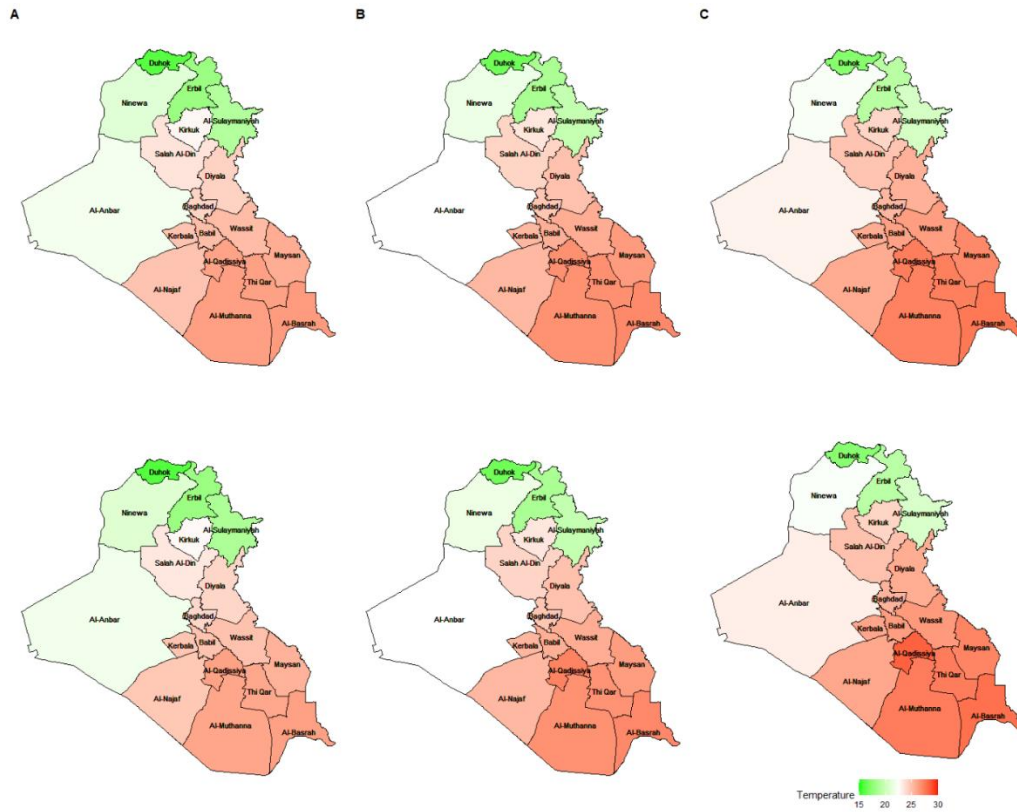 A B C
Duhok
Erbil
Ninewa
Al-Sulaymaniyah
Kirkuk
Salah Al-Din
Diyala
Al-Anbar
Baghdad
Wassit
Kerbala
Babil
Al-Qadissiya
Maysan
Al-Najaf
Thi Qar
Al-Muthanna
Al-Basrah
Duhok
Erbil
Ninewa
Al-Sulaymaniyah
Kirkuk
Salah Al-Din
Diyala
Al-Anbar
Baghdad
Wassit
Kerbala
Babil
Al-Qadissiya
Maysan
Al-Najaf
Thi Qar
Al-Muthanna
Al-Basrah
Duhok
Erbil
Ninewa
Al-Sulaymaniyah
Kirkuk
Salah Al-Din
Diyala
Al-Anbar
Baghdad
Wassit
Kerbala
Babil
Al-Qadissiya
Maysan
Al-Najaf
Thi Qar
Al-Muthanna
Al-Basrah
Duhok
Erbil
Ninewa
Al-Sulaymaniyah
Kirkuk
Salah Al-Din
Diyala
Al-Anbar
Baghdad
Wassit
Kerbala
Babil
Al-Qadissiya
Maysan
Al-Najaf
Thi Qar
Al-Muthanna
Al-Basrah
Duhok
Erbil
Ninewa
Al-Sulaymaniyah
Kirkuk
Salah Al-Din
Diyala
Al-Anbar
Baghdad
Wassit
Kerbala
Babil
Al-Qadissiya
Maysan
Al-Najaf
Thi Qar
Al-Muthanna
Al-Basrah
Duhok
Erbil
Ninewa
Al-Sulaymaniyah
Kirkuk
Salah Al-Din
Diyala
Al-Anbar
Baghdad
Wassit
Kerbala
Babil
Al-Qadissiya
Maysan
Al-Najaf
Thi Qar
Al-Muthanna
Al-Basrah
Temperature
15 20 25 30